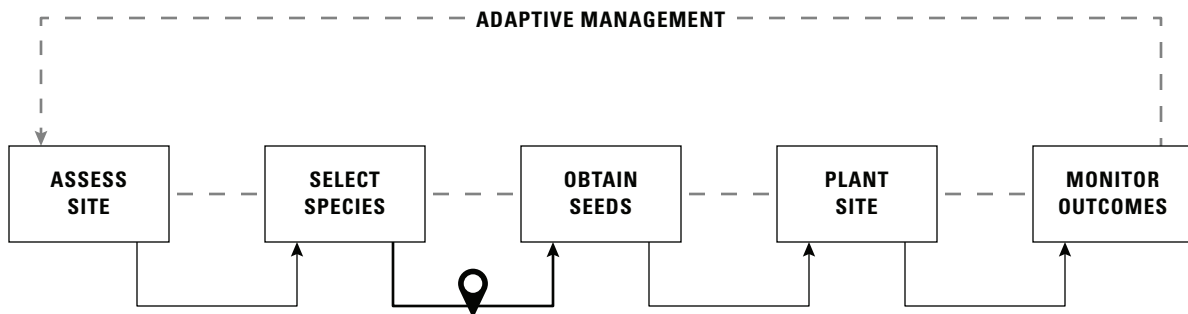 ADAPTIVE MANAGEMENT
ASSESS
SITE
SELECT
SPECIES
OBTAIN
SEEDS
PLANT
SITE
MONITOR
OUTCOMES